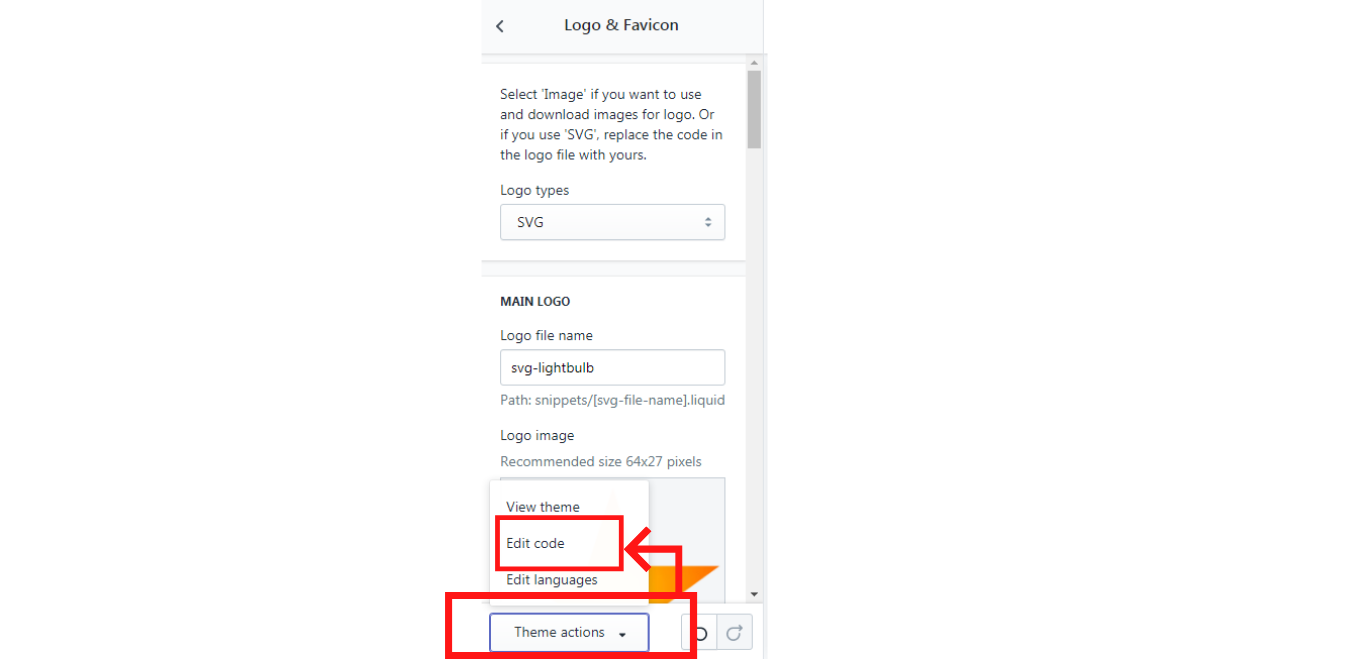 Logo & Favicon
Select 'Image' if you want to use
and download images for logo. Or
if you use 'SVG', replace the code in
the logo file with yours.
Logo types
SVG
MAIN LOGO
Logo file name
svg-lightbulb
Path: snippets/[svg-file-name].liquid
Logo image
Recommended size 64x27 pixels
View theme
Edit code
Edit languages
Theme actions